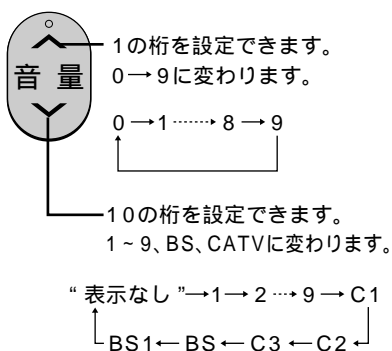 1の桁を設定できます。
音 量
0→9に変わります。
0→1┈┈→8→9
10の桁を設定できます。
1~9、BS、CATVに変わります。
“ 表示なし ”→1→2┈→9→C1
BS1←BS←C3←C2